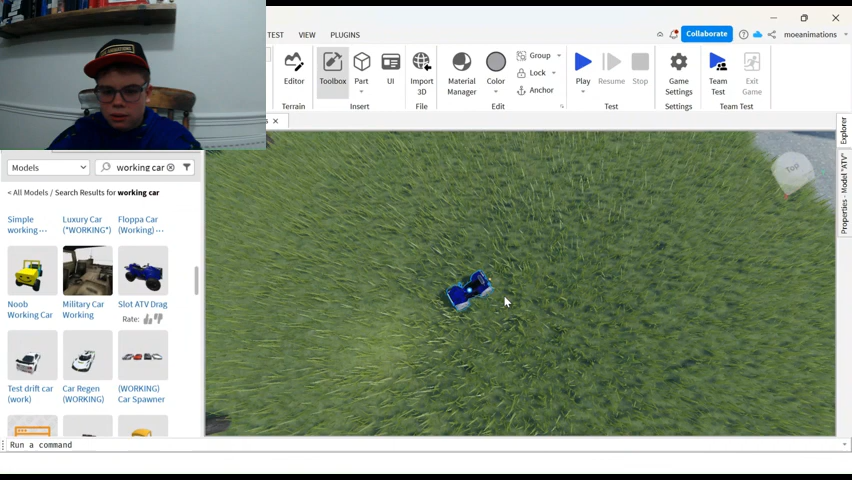 TEST VIEW PLUGINS
Collaborate
moeanimations
Editor
Toolbox
Part
UI
Import
3D
Material
Manager
Color
Group
Lock
Anchor
Play
Resume
Stop
Game
Settings
Team
Test
Exit
Game
Terrain
Insert
File
Edit
Test
Settings
Team Test
Models
working car
< All Models / Search Results for working car
Simple
working...
Luxury Car
(*WORKING*)
Floppa Car
(Working)...
Noob
Working Car
Military Car
Working
Slot ATV Drag
Rate:
Test drift car
(work)
Car Regen
(WORKING)
(WORKING)
Car Spawner
TOP
Explorer
Properties - Model "ATV"
Run a command